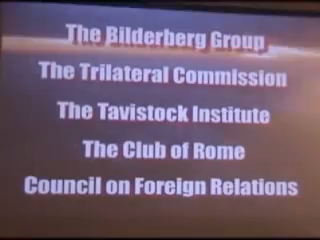 The Bilderberg Group
The Trilateral Commission
The Tavistock Institute
The Club of Rome
Council on Foreign Relations